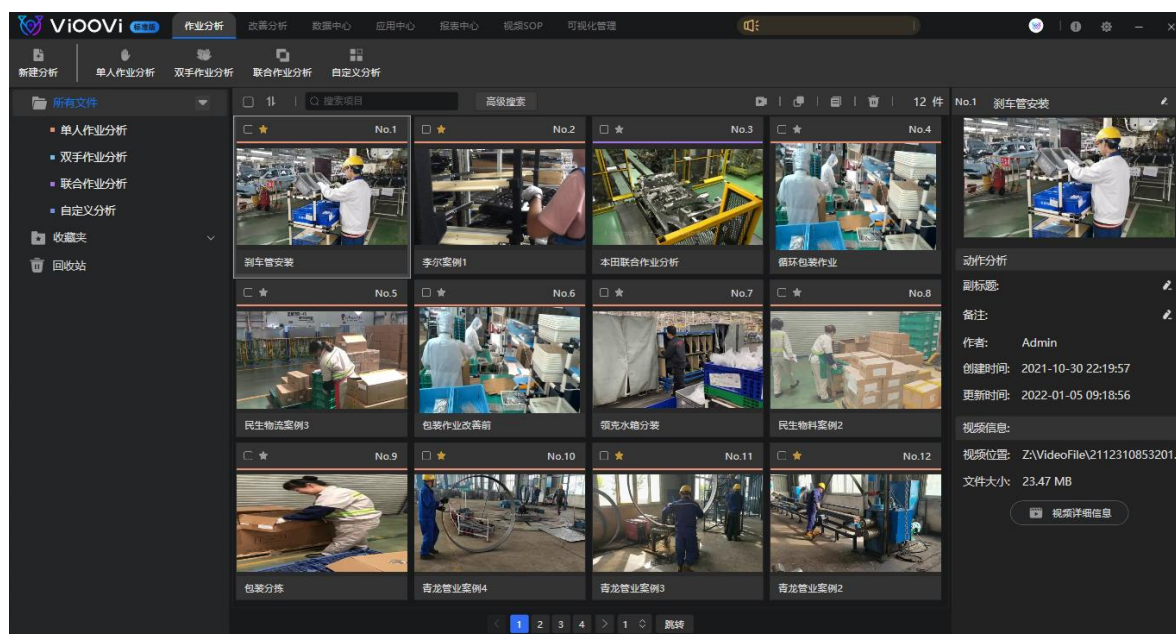 ViOOVi 标准版 作业分析 改善分析 数据中心 应用中心 报表中心 视频SOP 可视化管理
新建分析 单人作业分析 双手作业分析 联合作业分析 自定义分析
所有文件
单人作业分析
双手作业分析
联合作业分析
自定义分析
收藏夹
回收站
搜索项目 高级搜索 12 件
No.1 No.2 No.3 No.4
刹车管安装 李尔案例1 本田联合作业分析 循环包装作业
No.5 No.6 No.7 No.8
民生物流案例3 包装作业改善前 领克水箱分装 民生物料案例2
No.9 No.10 No.11 No.12
包装分拣 青龙管业案例4 青龙管业案例3 青龙管业案例2
1 2 3 4 1 跳转
No.1 刹车管安装
动作分析
副标题:
备注:
作者: Admin
创建时间: 2021-10-30 22:19:57
更新时间: 2022-01-05 09:18:56
视频信息:
视频位置: Z:\VideoFile\2112310853201.
文件大小: 23.47 MB
视频详细信息